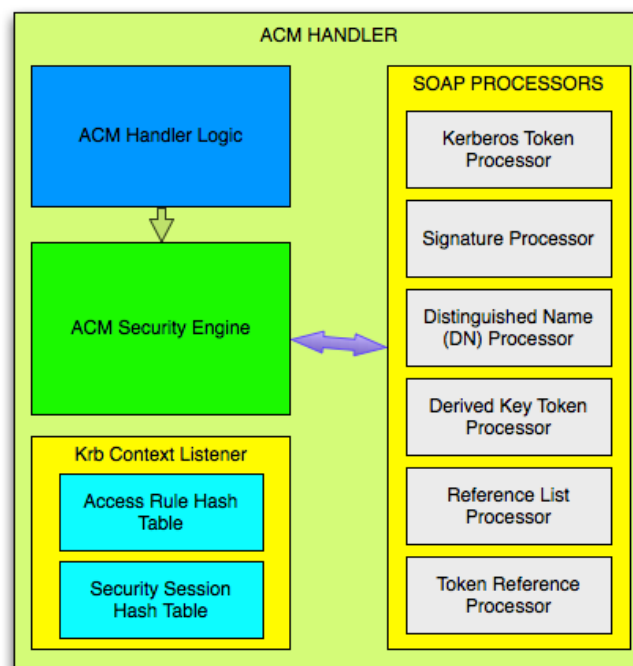 ACM HANDLER
ACM Handler Logic
ACM Security Engine
Krb Context Listener
Access Rule Hash
Table
Security Session
Hash Table
SOAP PROCESSORS
Kerberos Token
Processor
Signature Processor
Distinguished Name
(DN) Processor
Derived Key Token
Processor
Reference List
Processor
Token Reference
Processor